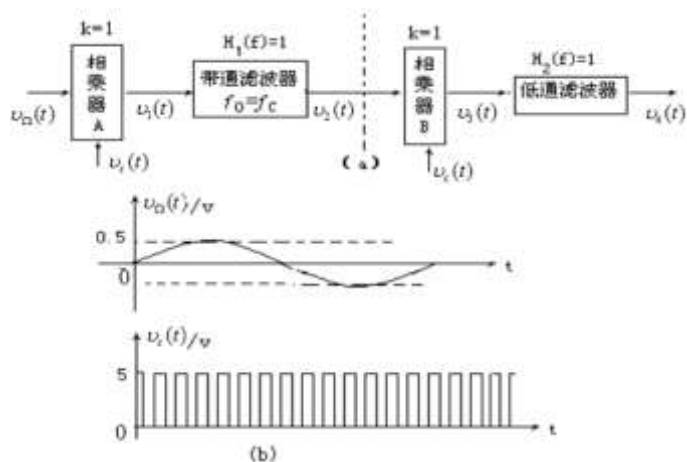 k=1
相乘器A
H₁(f)=1
带通滤波器
f₀=f_C
k=1
相乘器B
H₂(f)=1
低通滤波器
υ_Ω(t)
υ₁(t)
υ₂(t)
υ₃(t)
υ₄(t)
υ_c(t)
(a)
υ_c(t)
υ_Ω(t)/v
0.5
0
t
υ_c(t)/v
5
0
t
(b)